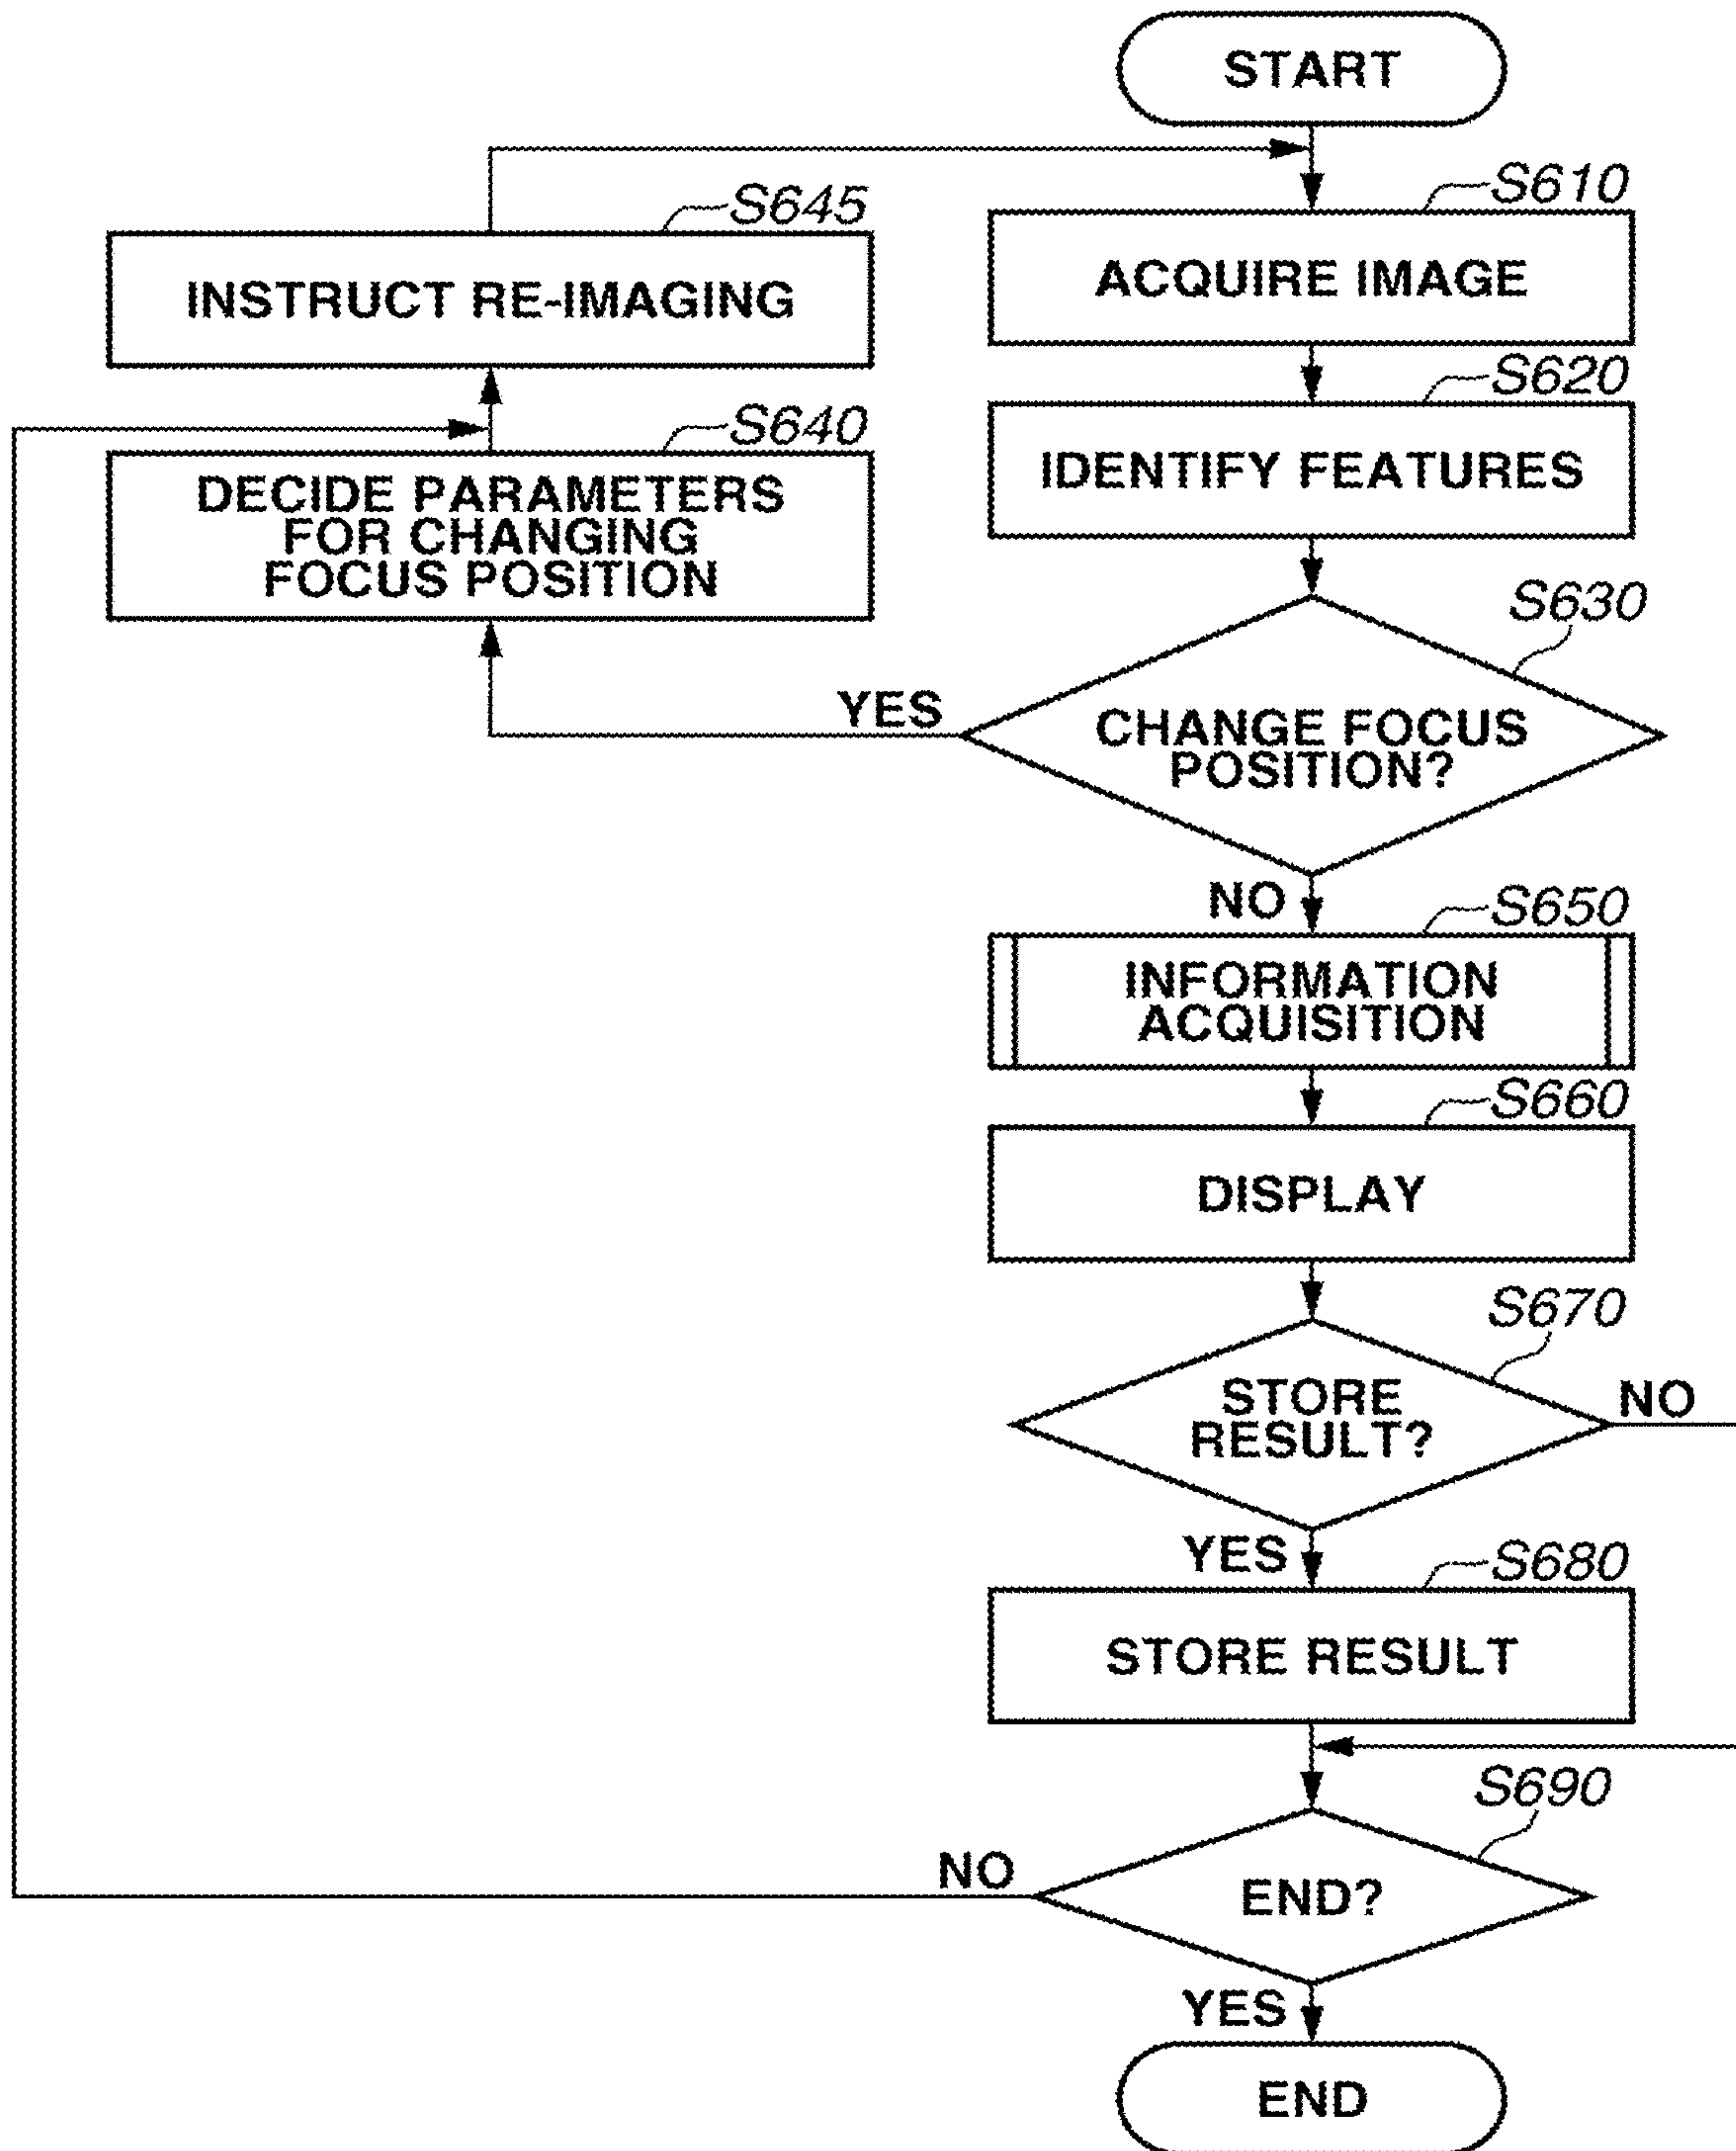 START
S610
ACQUIRE IMAGE
S645
INSTRUCT RE-IMAGING
S620
IDENTIFY FEATURES
S640
DECIDE PARAMETERS
FOR CHANGING
FOCUS POSITION
S630
CHANGE FOCUS
POSITION?
YES
NO
S650
INFORMATION
ACQUISITION
S660
DISPLAY
S670
STORE
RESULT?
NO
YES
S680
STORE RESULT
S690
END?
NO
YES
END